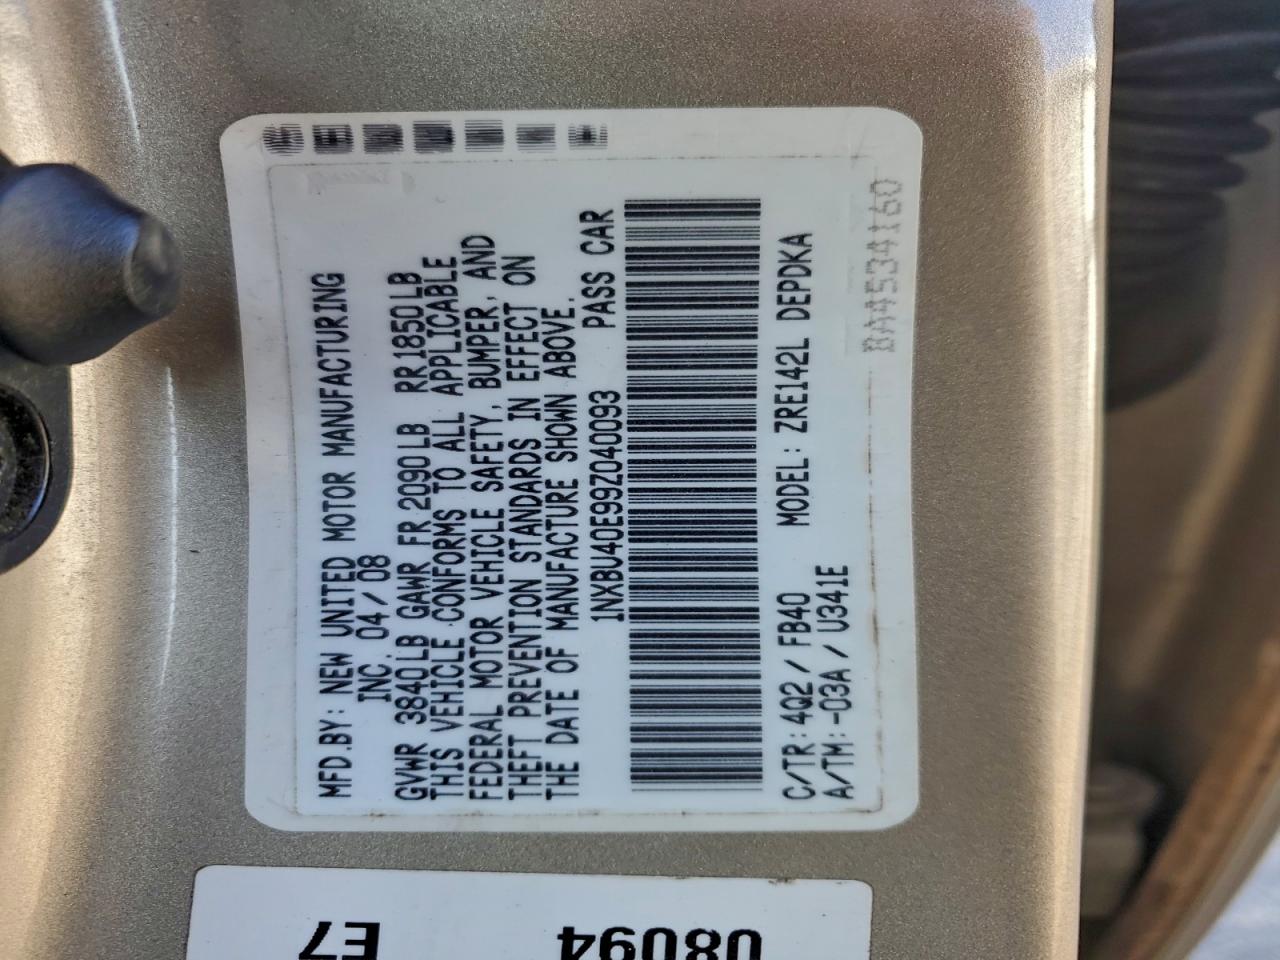 MFD.BY: NEW UNITED MOTOR MANUFACTURING
INC. 04/08
GVWR 3840LB GAWR FR 2090LB RR1850LB
THIS VEHICLE CONFORMS TO ALL APPLICABLE
FEDERAL MOTOR VEHICLE SAFETY, BUMPER, AND
THEFT PREVENTION STANDARDS IN EFFECT ON
THE DATE OF MANUFACTURE SHOWN ABOVE.
1NXBU40E99Z040093 PASS CAR
C/TR: 4Q2 / FB40 MODEL: ZRE142L DEPDKA
A/TM: -03A / U341E
BA4534160
08094 E7